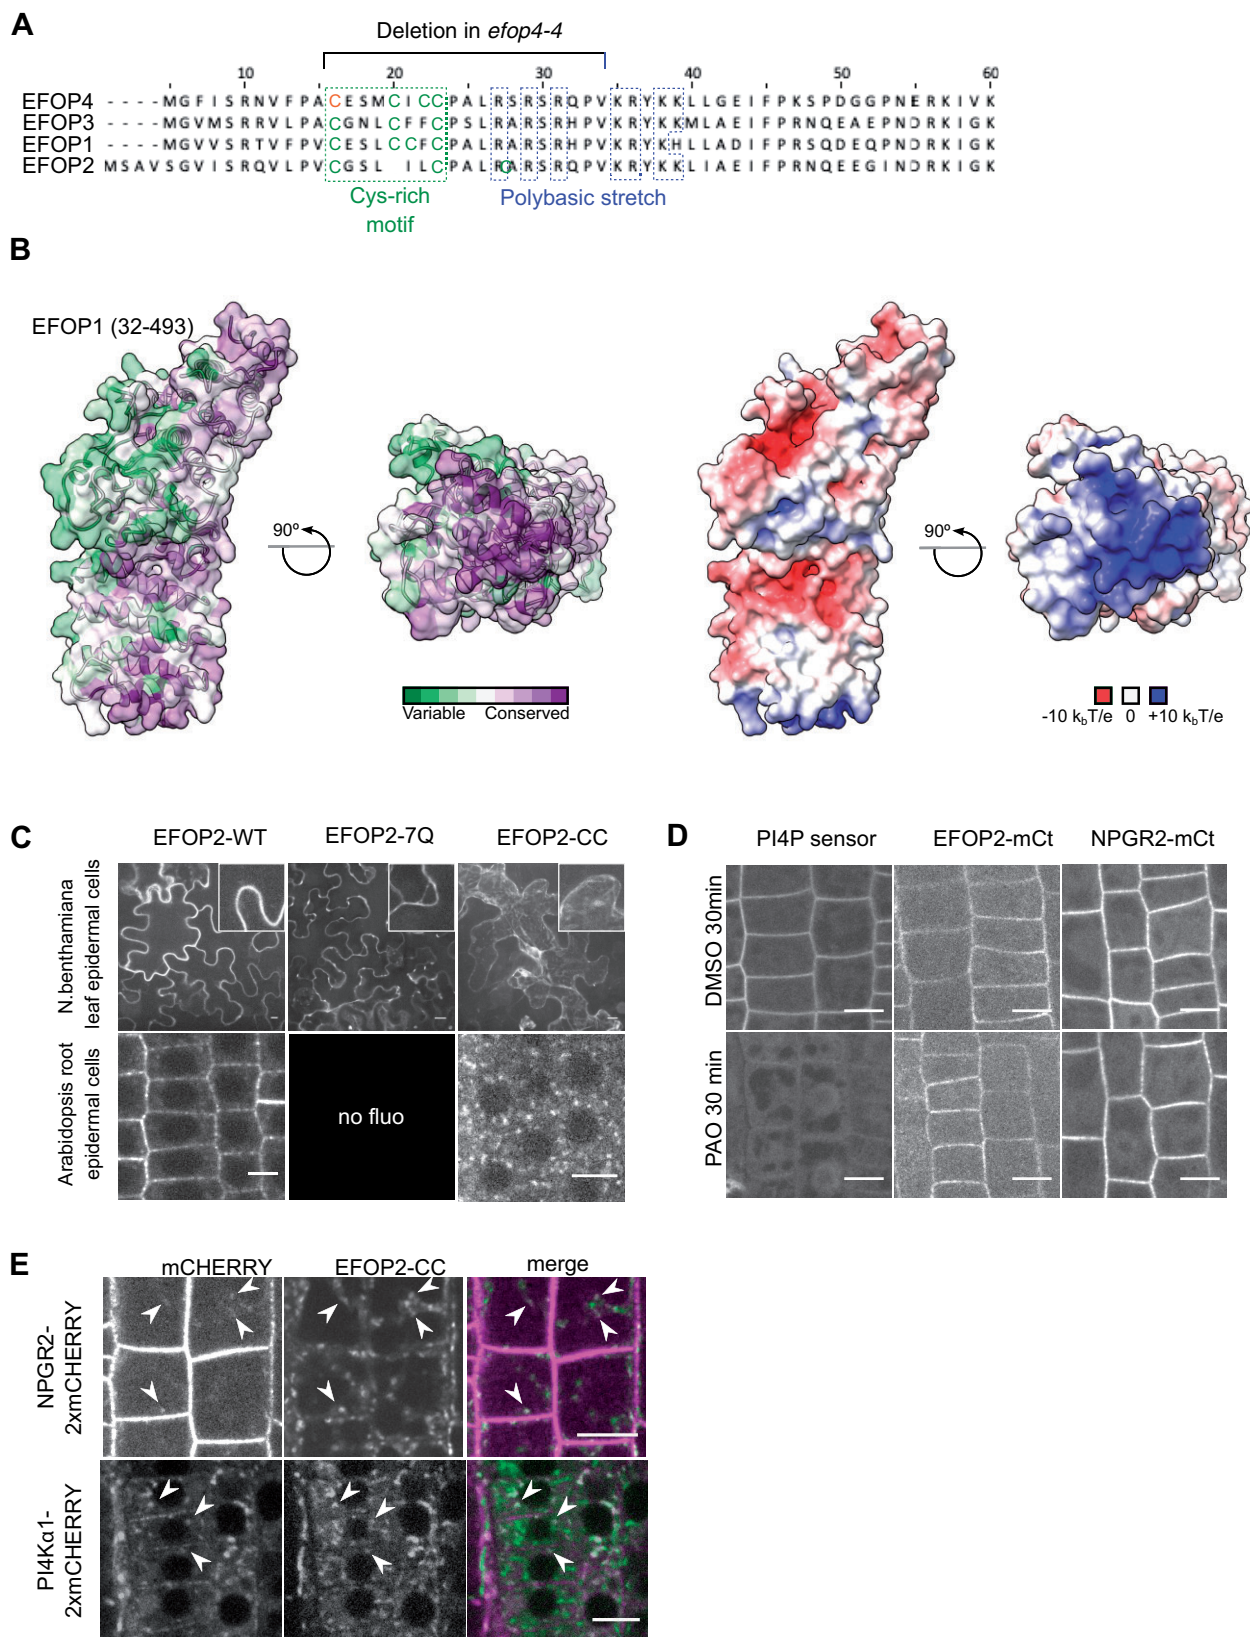 A
Deletion in efop4-4
10 20 30 40 50 60
EFOP4 ----MGFISRNVFPACESMCICCPALRSRSRQPVKRYKKLLGEIFPKSPDGGPNERKIVK
EFOP3 ----MGVMSRRVLPACGNLCFFCPSLRARSRHPVKRYKKMLAEIFPRNQEAEPNDRKIGK
EFOP1 ----MGVVSRTVFPVCESLCCFCPALRARSRHPVKRYKHLLADIFPRSQDEQPNDRKIGK
EFOP2 MSAVSGVISRQVLPVCGSL ILCPALRARSRQPVKRYKKLIAEIFPRNQEEGINDRKIGK
Cys-rich
motif
Polybasic stretch
B
EFOP1 (32-493)
90º
90º
Variable Conserved
-10 kbT/e 0 +10 kbT/e
C
EFOP2-WT EFOP2-7Q EFOP2-CC
N.benthamiana
leaf epidermal cells
Arabidopsis root
epidermal cells
no fluo
D
PI4P sensor EFOP2-mCt NPGR2-mCt
DMSO 30min
PAO 30 min
E
mCHERRY EFOP2-CC merge
NPGR2-
2xmCHERRY
PI4Kα1-
2xmCHERRY